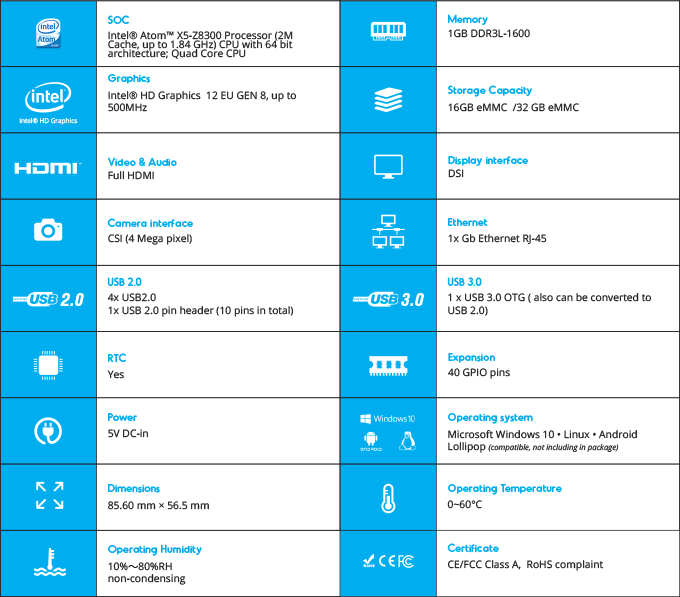 intel
Atom
SOC
Intel® Atom™ X5-Z8300 Processor (2M
Cache, up to 1.84 GHz) CPU with 64 bit
architecture; Quad Core CPU
Memory
1GB DDR3L-1600
intel
Intel® HD Graphics
Graphics
Intel® HD Graphics 12 EU GEN 8, up to
500MHz
Storage Capacity
16GB eMMC /32 GB eMMC
HDMI
Video & Audio
Full HDMI
Display interface
DSI
Camera interface
CSI (4 Mega pixel)
Ethernet
1x Gb Ethernet RJ-45
USB 2.0
USB 2.0
4x USB2.0
1x USB 2.0 pin header (10 pins in total)
USB 3.0
USB 3.0
1 x USB 3.0 OTG ( also can be converted to
USB 2.0)
RTC
Yes
Expansion
40 GPIO pins
Power
5V DC-in
Windows 10
ANDROID
Operating system
Microsoft Windows 10 • Linux • Android
Lollipop (compatible, not including in package)
Dimensions
85.60 mm × 56.5 mm
Operating Temperature
0~60°C
Operating Humidity
10%～80%RH
non-condensing
RoHS CE FC
Certificate
CE/FCC Class A, RoHS complaint